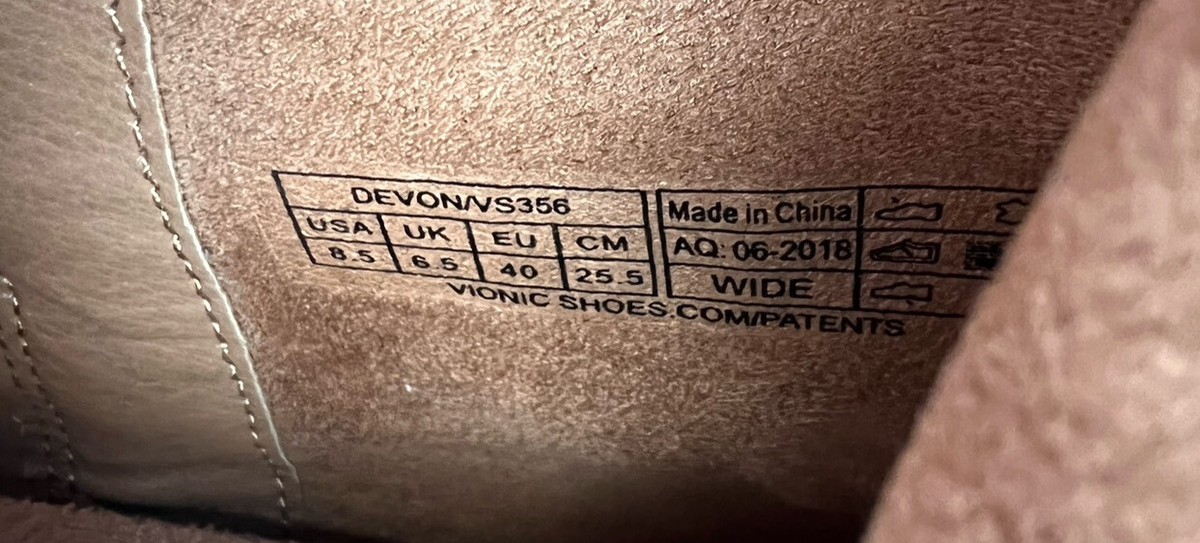 DEVON/VS356
USA UK EU CM
8.5 6.5 40 25.5
Made in China
AQ: 06-2018
WIDE
VIONIC SHOES.COM/PATENTS